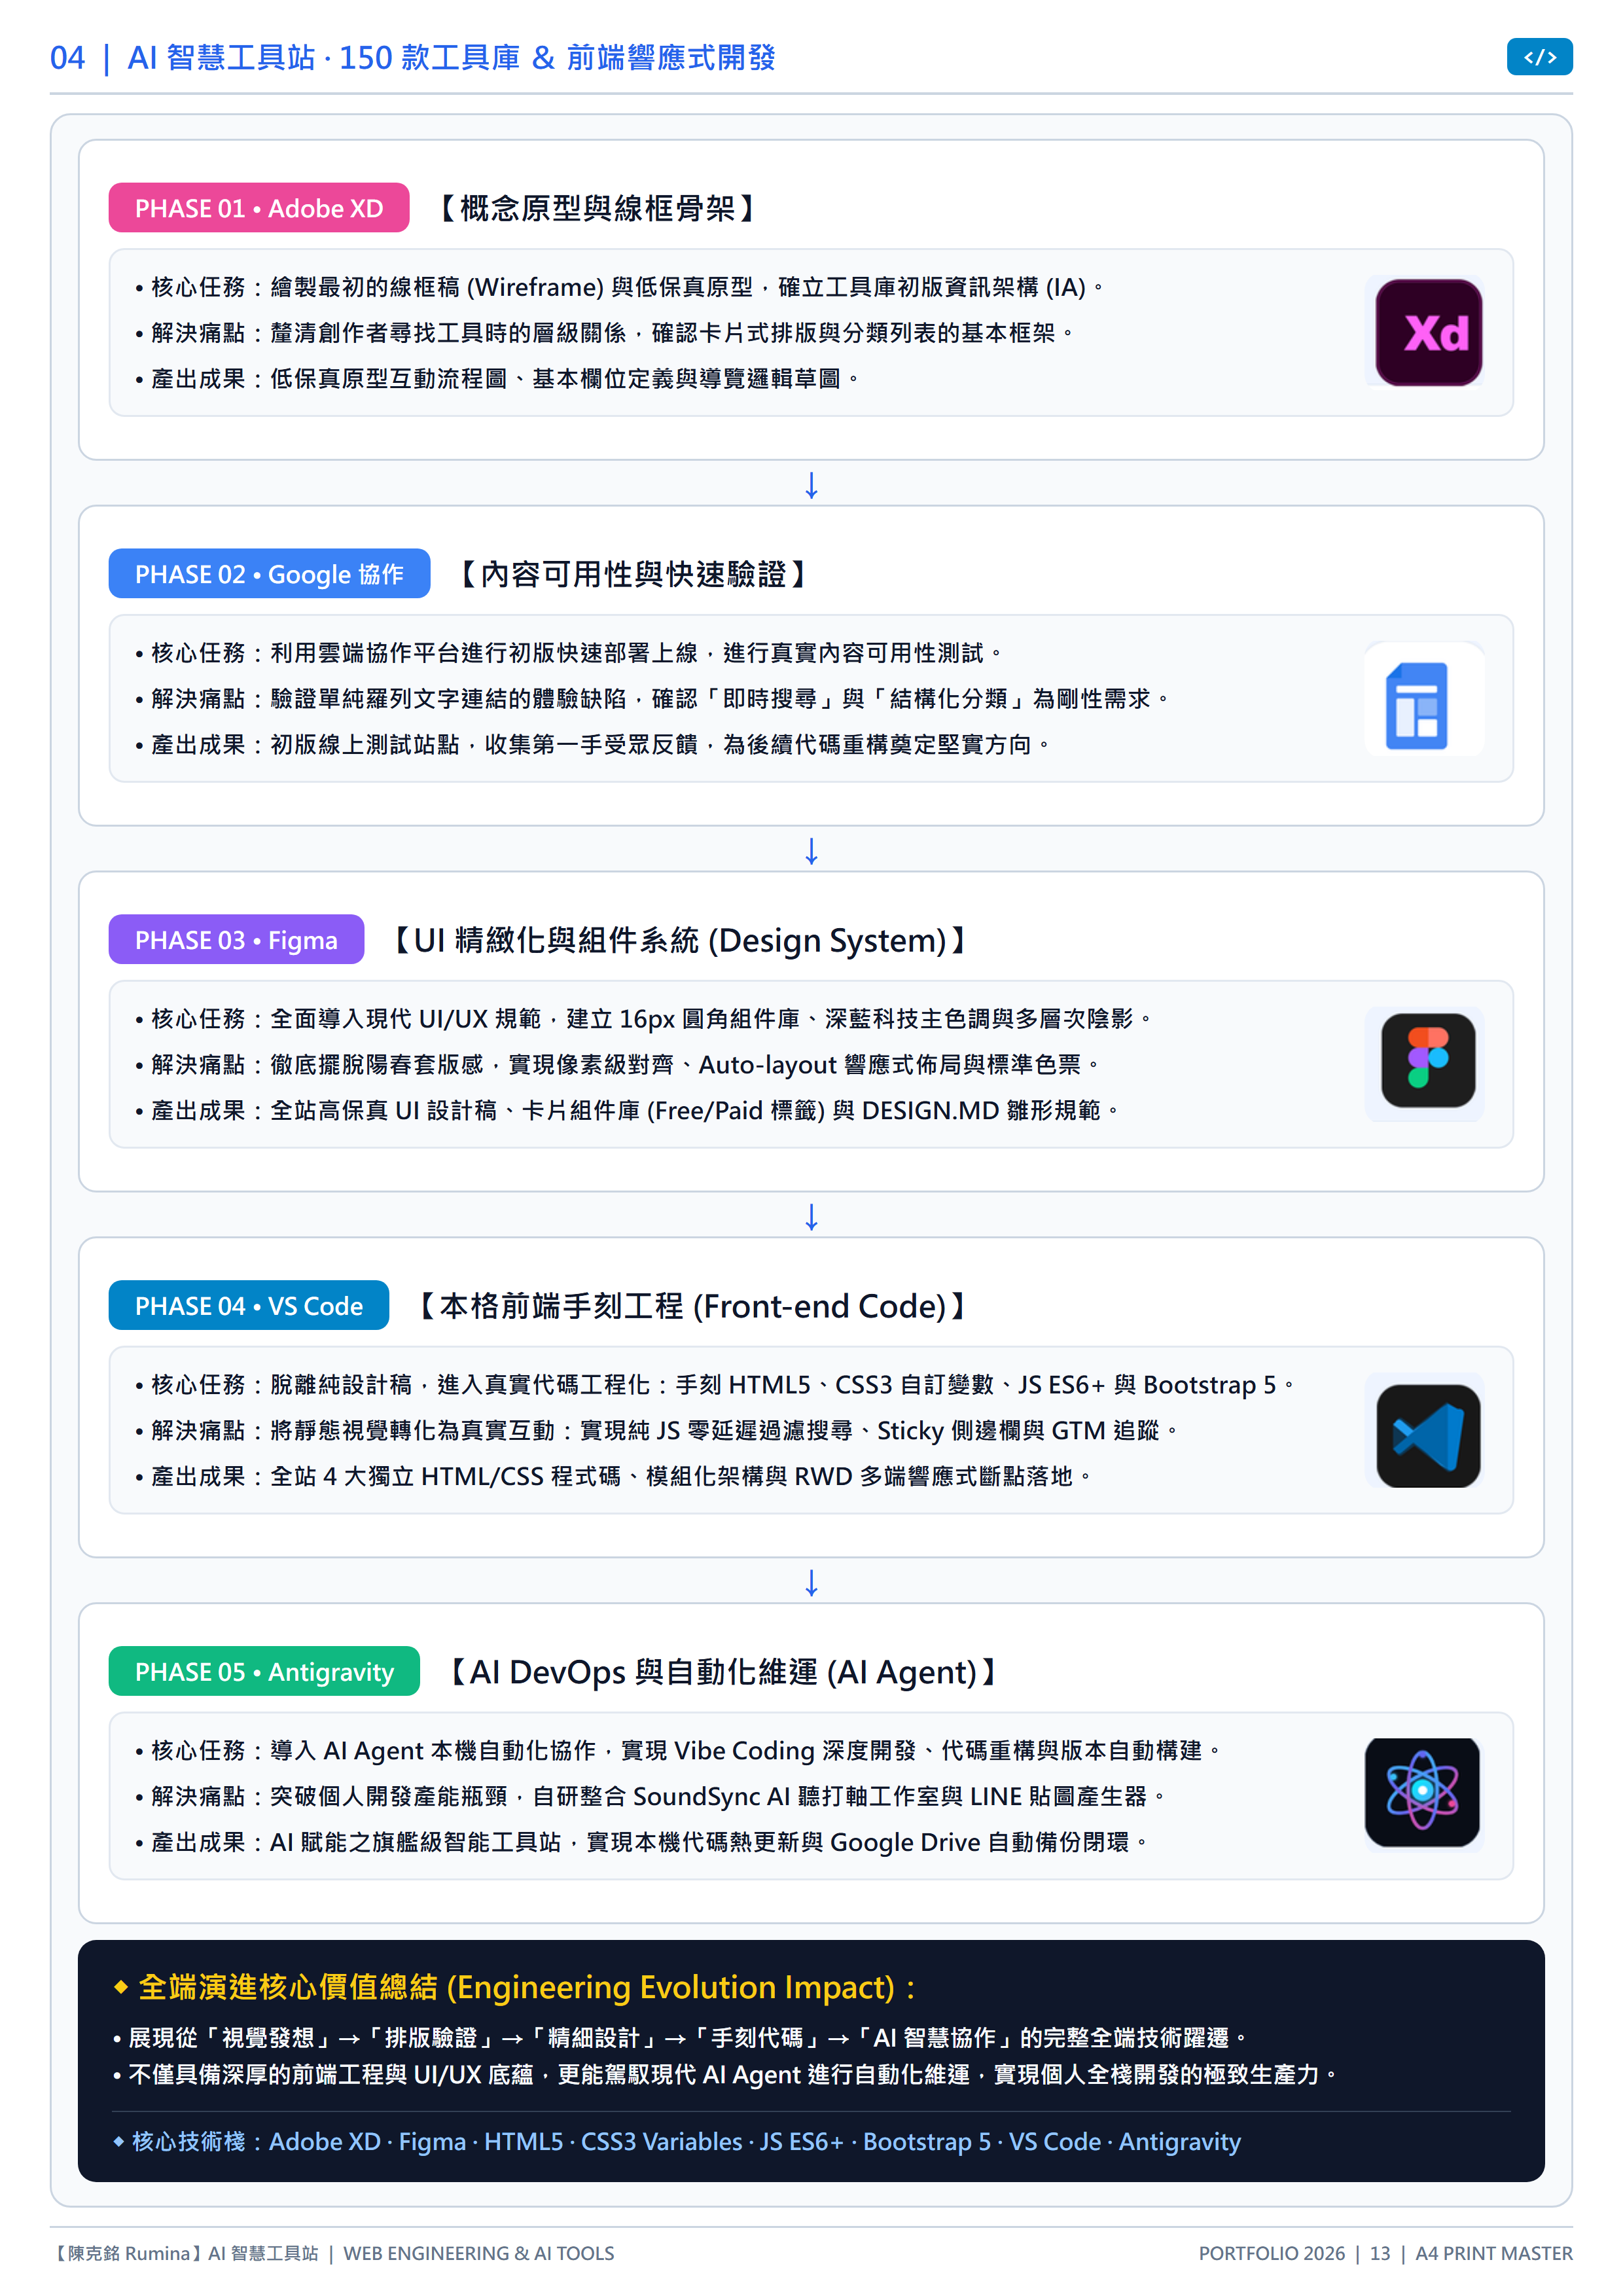 04 | AI 智慧工具站 · 150 款工具庫 & 前端響應式開發
</>
PHASE 01 • Adobe XD 【概念原型與線框骨架】
• 核心任務：繪製最初的線框稿 (Wireframe) 與低保真原型，確立工具庫初版資訊架構 (IA)。
• 解決痛點：釐清創作者尋找工具時的層級關係，確認卡片式排版與分類列表的基本框架。
• 產出成果：低保真原型互動流程圖、基本欄位定義與導覽邏輯草圖。
Xd
↓
PHASE 02 • Google 協作 【內容可用性與快速驗證】
• 核心任務：利用雲端協作平台進行初版快速部署上線，進行真實內容可用性測試。
• 解決痛點：驗證單純羅列文字連結的體驗缺陷，確認「即時搜尋」與「結構化分類」為剛性需求。
• 產出成果：初版線上測試站點，收集第一手受眾反饋，為後續代碼重構奠定堅實方向。
↓
PHASE 03 • Figma 【UI 精緻化與組件系統 (Design System)】
• 核心任務：全面導入現代 UI/UX 規範，建立 16px 圓角組件庫、深藍科技主色調與多層次陰影。
• 解決痛點：徹底擺脫陽春套版感，實現像素級對齊、Auto-layout 響應式佈局與標準色票。
• 產出成果：全站高保真 UI 設計稿、卡片組件庫 (Free/Paid 標籤) 與 DESIGN.MD 雛形規範。
↓
PHASE 04 • VS Code 【本格前端手刻工程 (Front-end Code)】
• 核心任務：脫離純設計稿，進入真實代碼工程化：手刻 HTML5、CSS3 自訂變數、JS ES6+ 與 Bootstrap 5。
• 解決痛點：將靜態視覺轉化為真實互動：實現純 JS 零延遲過濾搜尋、Sticky 側邊欄與 GTM 追蹤。
• 產出成果：全站 4 大獨立 HTML/CSS 程式碼、模組化架構與 RWD 多端響應式斷點落地。
↓
PHASE 05 • Antigravity 【AI DevOps 與自動化維運 (AI Agent)】
• 核心任務：導入 AI Agent 本機自動化協作，實現 Vibe Coding 深度開發、代碼重構與版本自動構建。
• 解決痛點：突破個人開發產能瓶頸，自研整合 SoundSync AI 聽打軸工作室與 LINE 貼圖產生器。
• 產出成果：AI 賦能之旗艦級智能工具站，實現本機代碼熱更新與 Google Drive 自動備份閉環。
◆ 全端演進核心價值總結 (Engineering Evolution Impact)：
• 展現從「視覺發想」→「排版驗證」→「精細設計」→「手刻代碼」→「AI 智慧協作」的完整全端技術躍遷。
• 不僅具備深厚的前端工程與 UI/UX 底蘊，更能駕馭現代 AI Agent 進行自動化維運，實現個人全棧開發的極致生產力。
◆ 核心技術棧：Adobe XD · Figma · HTML5 · CSS3 Variables · JS ES6+ · Bootstrap 5 · VS Code · Antigravity
【陳克銘 Rumina】AI 智慧工具站 | WEB ENGINEERING & AI TOOLS
PORTFOLIO 2026 | 13 | A4 PRINT MASTER